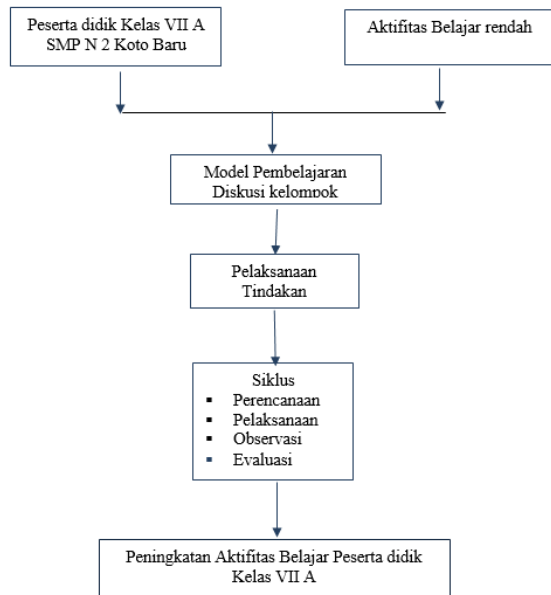 Peserta didik Kelas VII A
SMP N 2 Koto Baru
Aktifitas Belajar rendah
Model Pembelajaran
Diskusi kelompok
Pelaksanaan
Tindakan
Siklus
▪ Perencanaan
▪ Pelaksanaan
▪ Observasi
▪ Evaluasi
Peningkatan Aktifitas Belajar Peserta didik
Kelas VII A